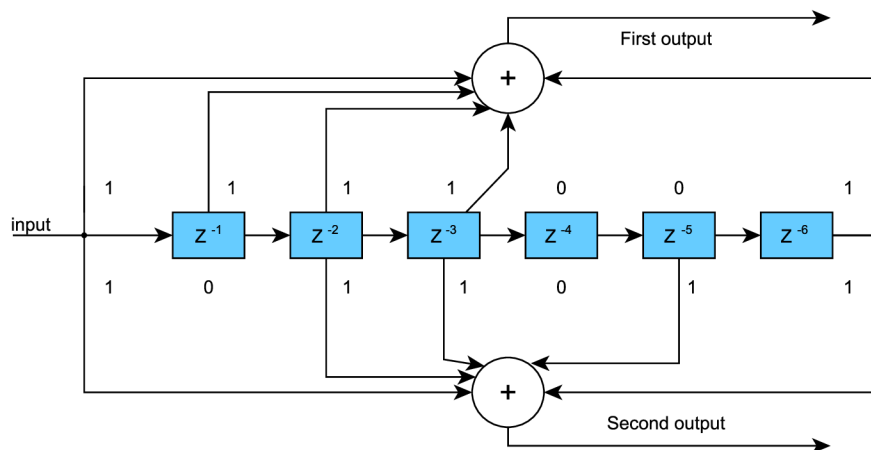 +
First output
1 1 1 1 0 0 1
input
Z -1 Z -2 Z -3 Z -4 Z -5 Z -6
1 0 1 1 0 1 1
+
Second output